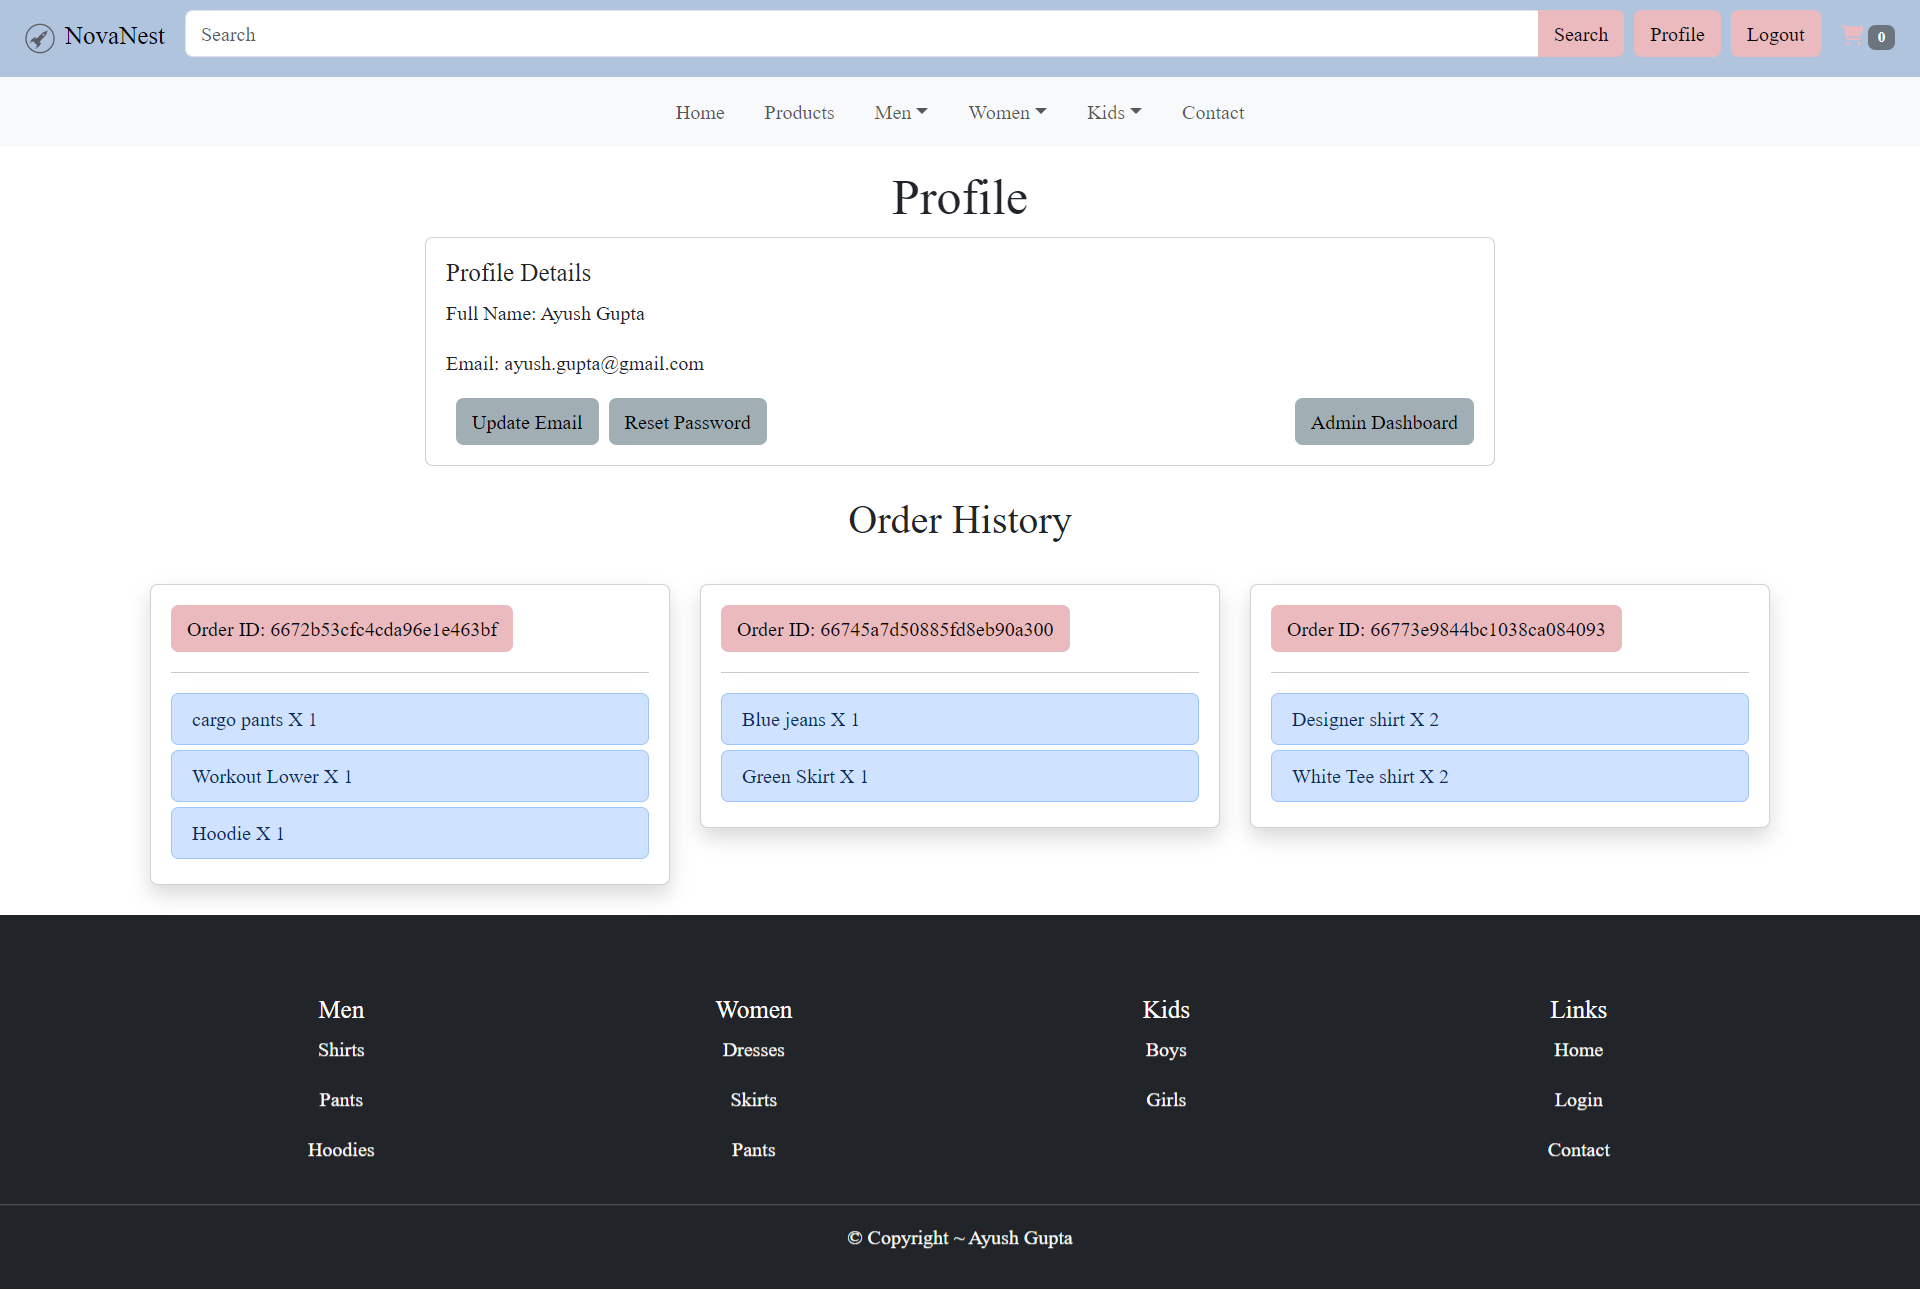 NovaNest
Search
Search
Profile
Logout
0
Home
Products
Men
Women
Kids
Contact
Profile
Profile Details
Full Name: Ayush Gupta
Email: ayush.gupta@gmail.com
Update Email
Reset Password
Admin Dashboard
Order History
Order ID: 6672b53cfc4cda96e1e463bf
cargo pants X 1
Workout Lower X 1
Hoodie X 1
Order ID: 66745a7d50885fd8eb90a300
Blue jeans X 1
Green Skirt X 1
Order ID: 66773e9844bc1038ca084093
Designer shirt X 2
White Tee shirt X 2
Men
Shirts
Pants
Hoodies
Women
Dresses
Skirts
Pants
Kids
Boys
Girls
Links
Home
Login
Contact
© Copyright ~ Ayush Gupta